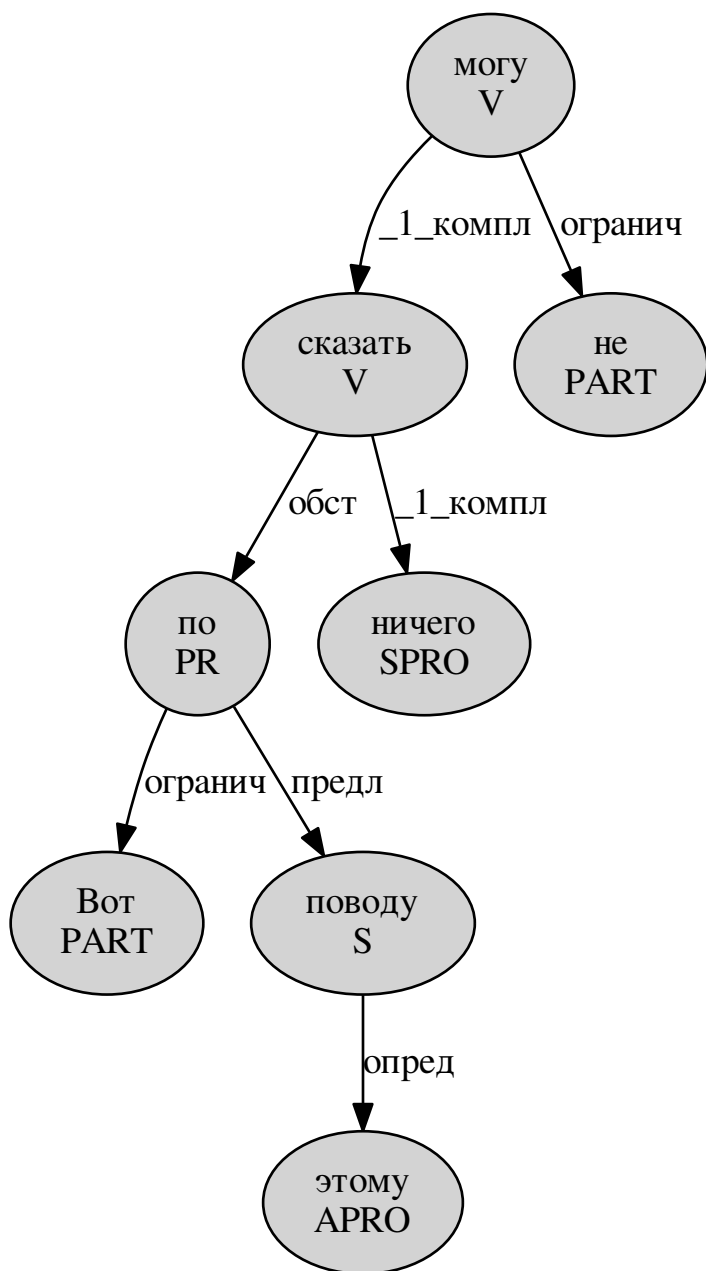 могу
V
_1_компл
огранич
сказать
V
не
PART
обст
_1_компл
по
PR
ничего
SPRO
огранич
предл
Вот
PART
поводу
S
опред
этому
APRO